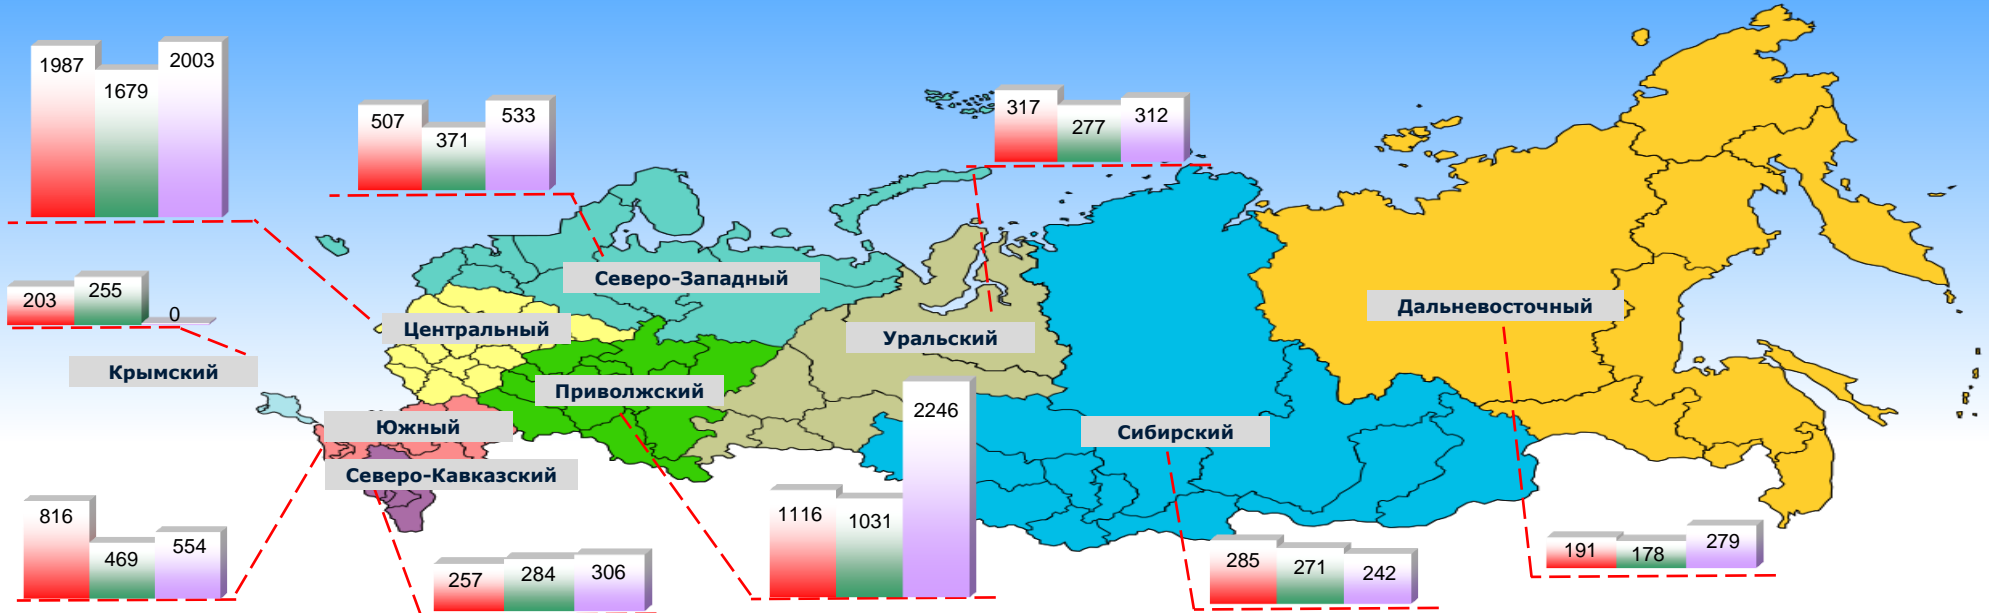 1987 1679 2003
507 371 533
317 277 312
203 255 0
Северо-Западный
Центральный
Уральский
Дальневосточный
Крымский
Приволжский
Южный
Сибирский
Северо-Кавказский
2246
1116 1031
816 469 554
257 284 306
285 271 242
191 178 279